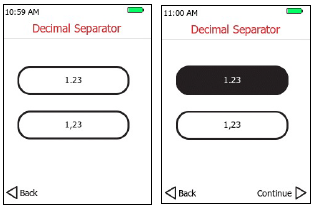 10:59 AM
Decimal Separator
1.23
1,23
Back
11:00 AM
Decimal Separator
1.23
1,23
Back
Continue